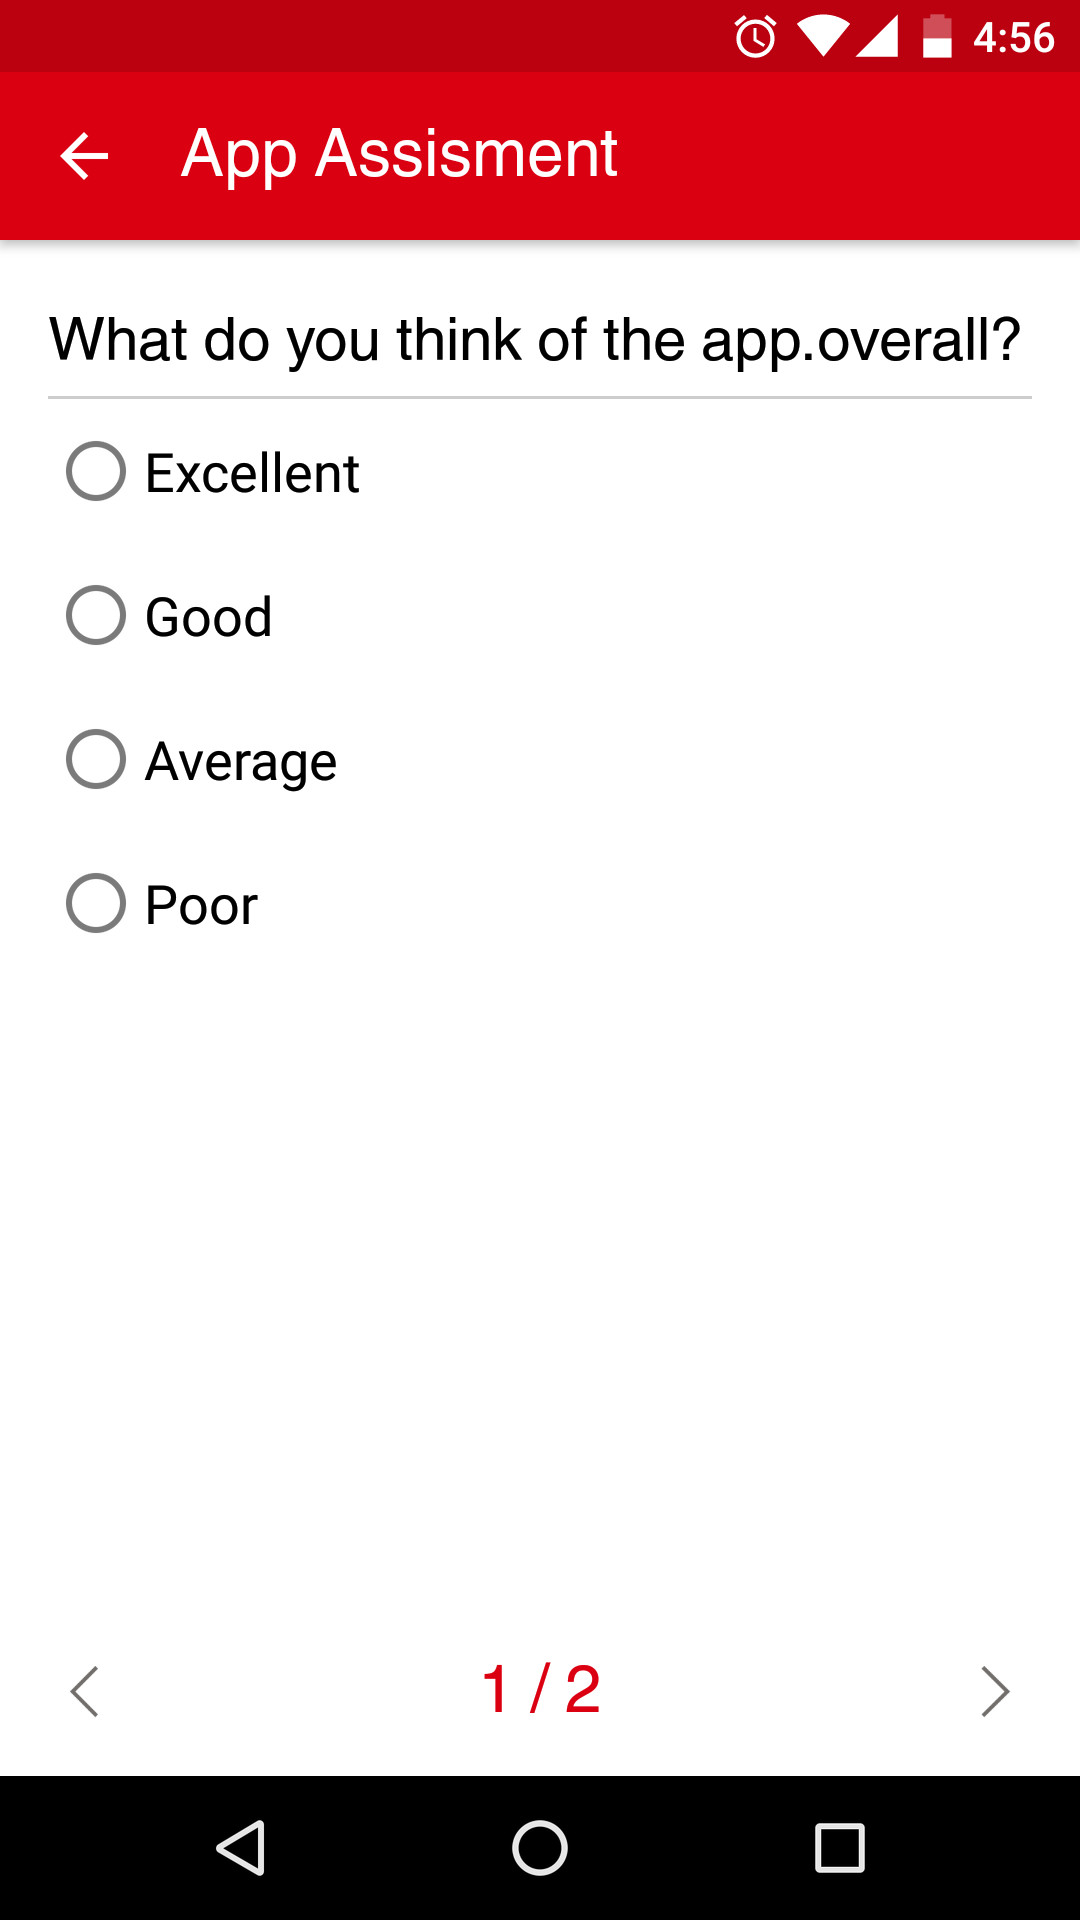 4:56
App Assisment
What do you think of the app.overall?
Excellent
Good
Average
Poor
1 / 2